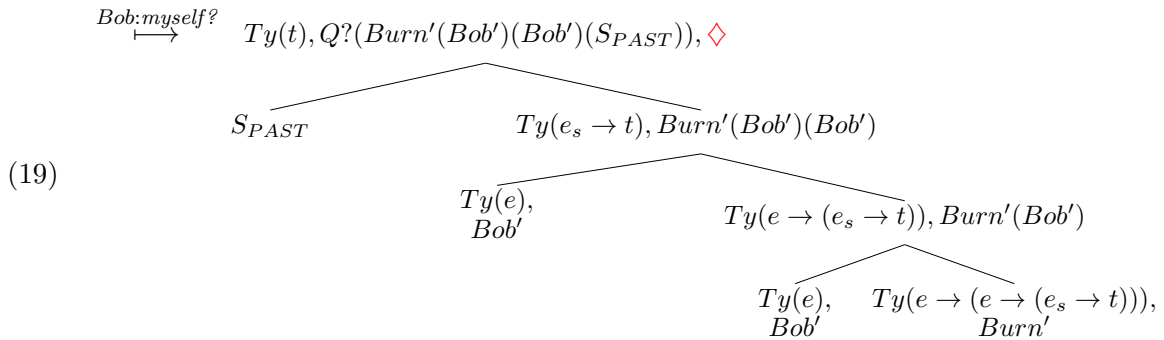 Bob:myself?
↦ Ty(t), Q?(Burn′(Bob′)(Bob′)(S_PAST)), ♢
S_PAST Ty(e_s → t), Burn′(Bob′)(Bob′)
(19)
Ty(e), Ty(e → (e_s → t)), Burn′(Bob′)
Bob′
Ty(e), Ty(e → (e → (e_s → t))),
Bob′ Burn′